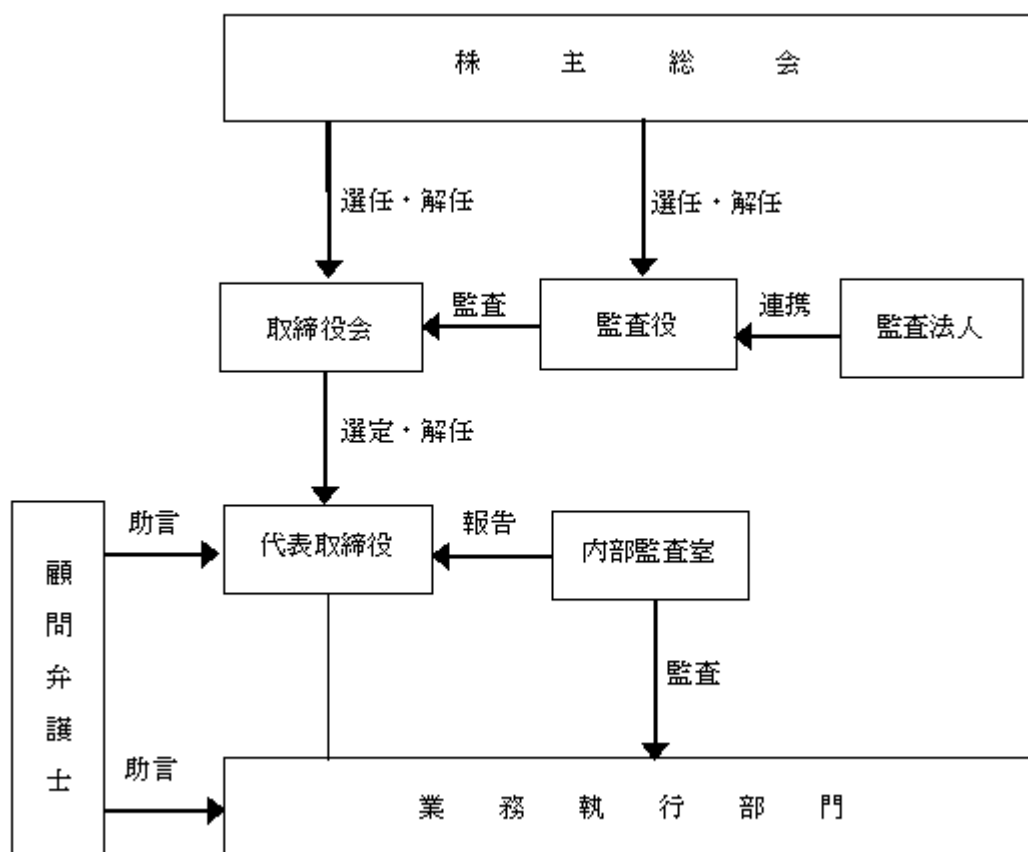 株主総会
選任・解任
選任・解任
取締役会
監査
監査役
連携
監査法人
選定・解任
助言
代表取締役
報告
内部監査室
顧問弁護士
監査
助言
業務執行部門